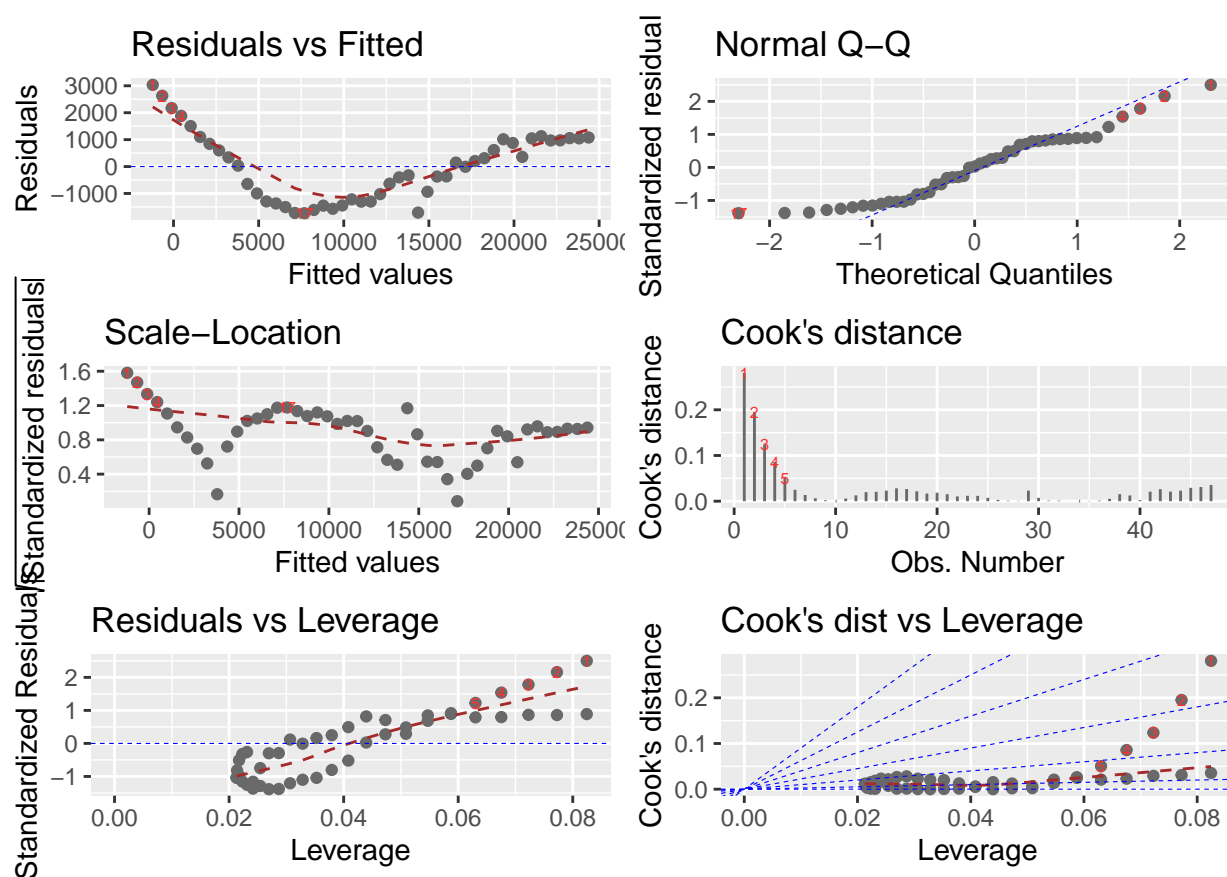 Residuals vs Fitted
Residuals
3000
2000
1000
0
−1000
0 5000 10000 15000 20000 25000
Fitted values
Normal Q−Q
Standardized residual
2
1
0
−1
−2 −1 0 1 2
Theoretical Quantiles
Scale−Location
√|Standardized residuals|
1.6
1.2
0.8
0.4
0 5000 10000 15000 20000 25000
Fitted values
Cook's distance
Cook's distance
0.2
0.1
0.0
1
2
3
4
5
0 10 20 30 40
Obs. Number
Residuals vs Leverage
Standardized Residuals
2
1
0
−1
0.00 0.02 0.04 0.06 0.08
Leverage
Cook's dist vs Leverage
Cook's distance
0.2
0.1
0.0
0.00 0.02 0.04 0.06 0.08
Leverage